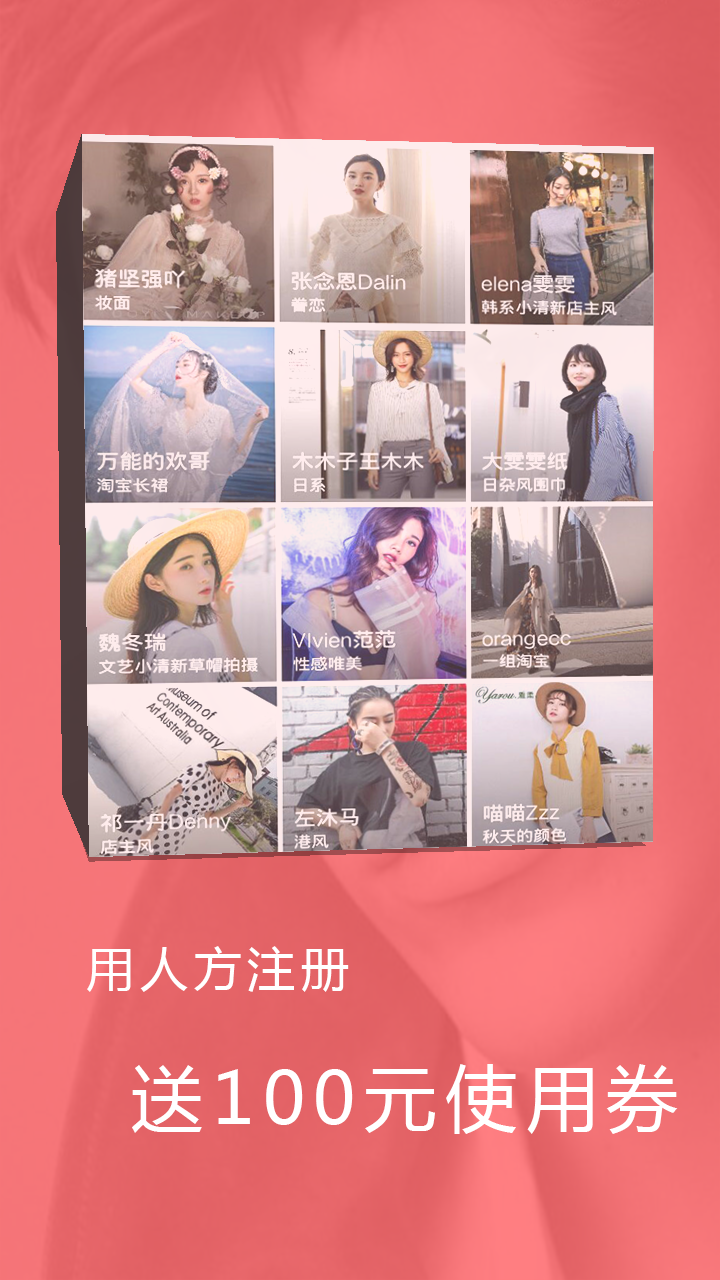 猪坚强吖
妆面
张念恩Dalin
眷恋
elena雯雯
韩系小清新店主风
万能的欢哥
淘宝长裙
木木子王木木
日系
大雯雯纸
日杂风围巾
魏冬瑞
文艺小清新草帽拍摄
VIvien范范
性感唯美
orangecc
一组淘宝
Museum of
Contemporary
Art Australia
祁一丹Denny
店主风
左沐马
港风
Yarou.雅柔
喵喵Zzz
秋天的颜色
用人方注册
送100元使用券